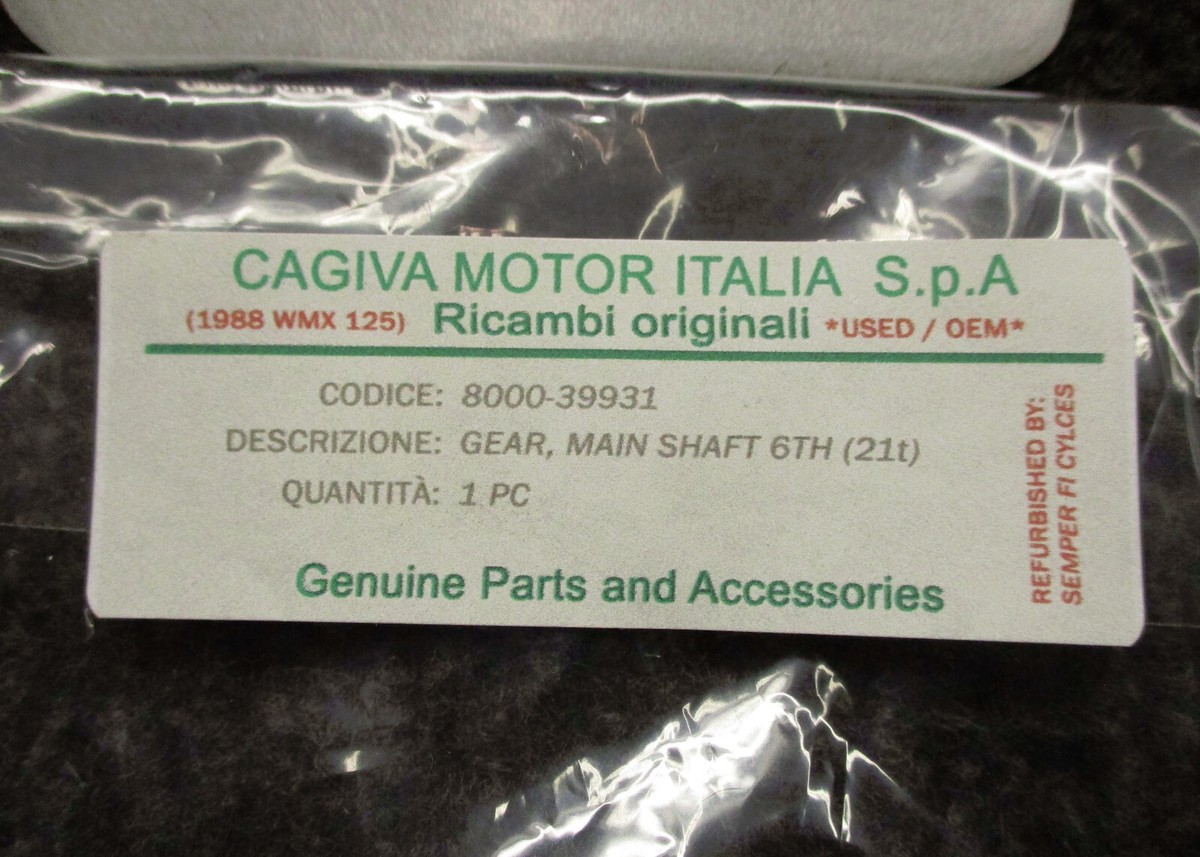 CAGIVA MOTOR ITALIA S.p.A
(1988 WMX 125) Ricambi originali *USED / OEM*
CODICE: 8000-39931
DESCRIZIONE: GEAR, MAIN SHAFT 6TH (21t)
QUANTITÀ: 1 PC
Genuine Parts and Accessories
REFURBISHED BY:
SEMPER FI CYLCES